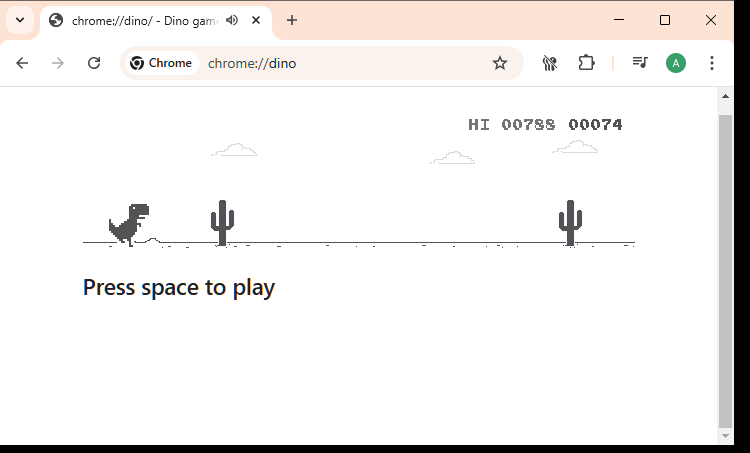 chrome://dino/ - Dino game
Chrome chrome://dino
A
HI 00788 00074
Press space to play